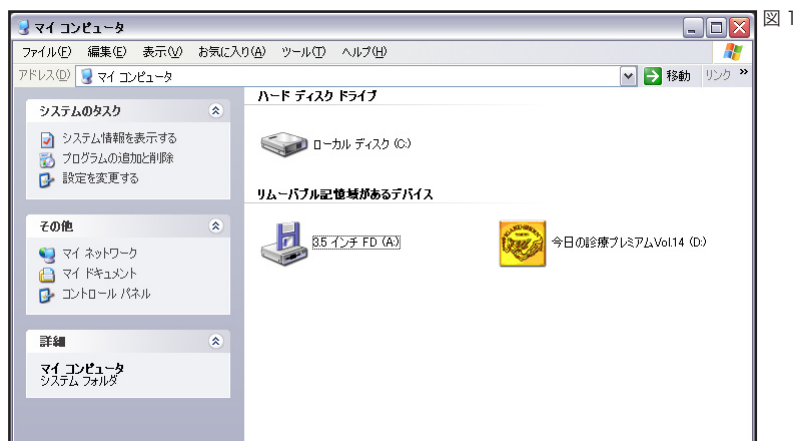 マイ コンピュータ
図 1
ファイル(F) 編集(E) 表示(V) お気に入り(A) ツール(T) ヘルプ(H)
アドレス(D) マイ コンピュータ 移動 リンク »
システムのタスク
システム情報を表示する
プログラムの追加と削除
設定を変更する
その他
マイ ネットワーク
マイ ドキュメント
コントロール パネル
詳細
マイ コンピュータ
システム フォルダ
ハード ディスク ドライブ
ローカル ディスク (C:)
リムーバブル記憶域があるデバイス
3.5 インチ FD (A:)
今日の診療プレミアムVol.14 (D:)